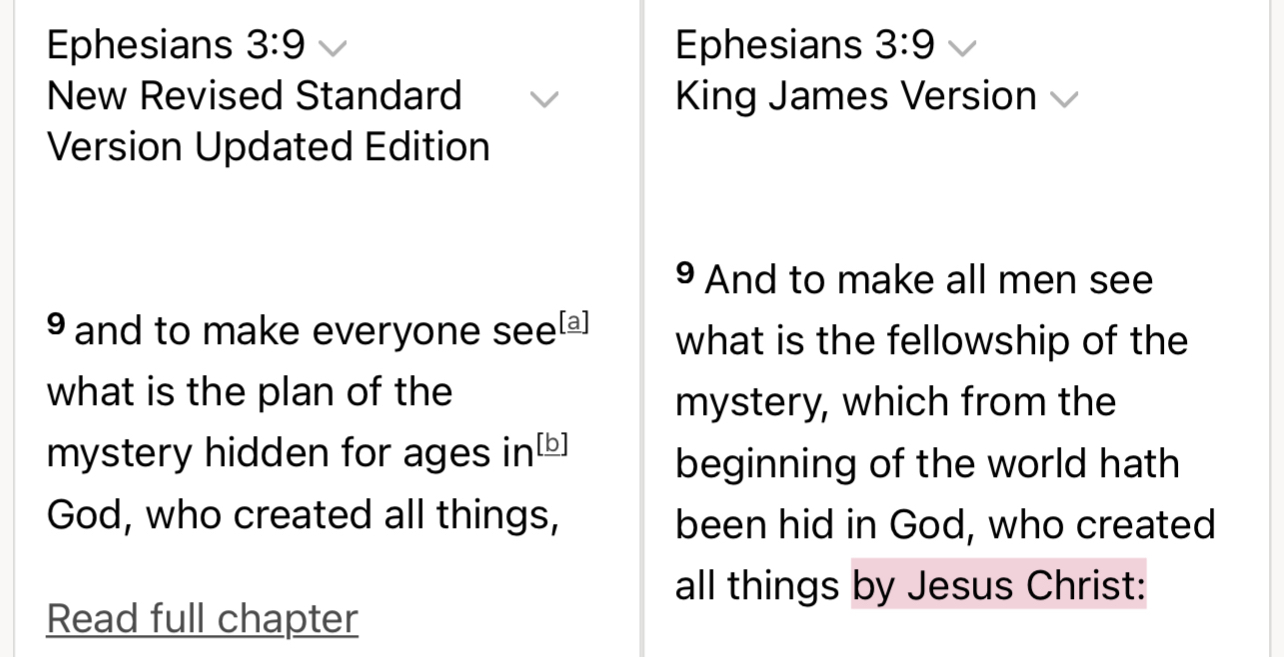 Ephesians 3:9
New Revised Standard
Version Updated Edition
9 and to make everyone see[a]
what is the plan of the
mystery hidden for ages in[b]
God, who created all things,
Read full chapter
Ephesians 3:9
King James Version
9 And to make all men see
what is the fellowship of the
mystery, which from the
beginning of the world hath
been hid in God, who created
all things by Jesus Christ: